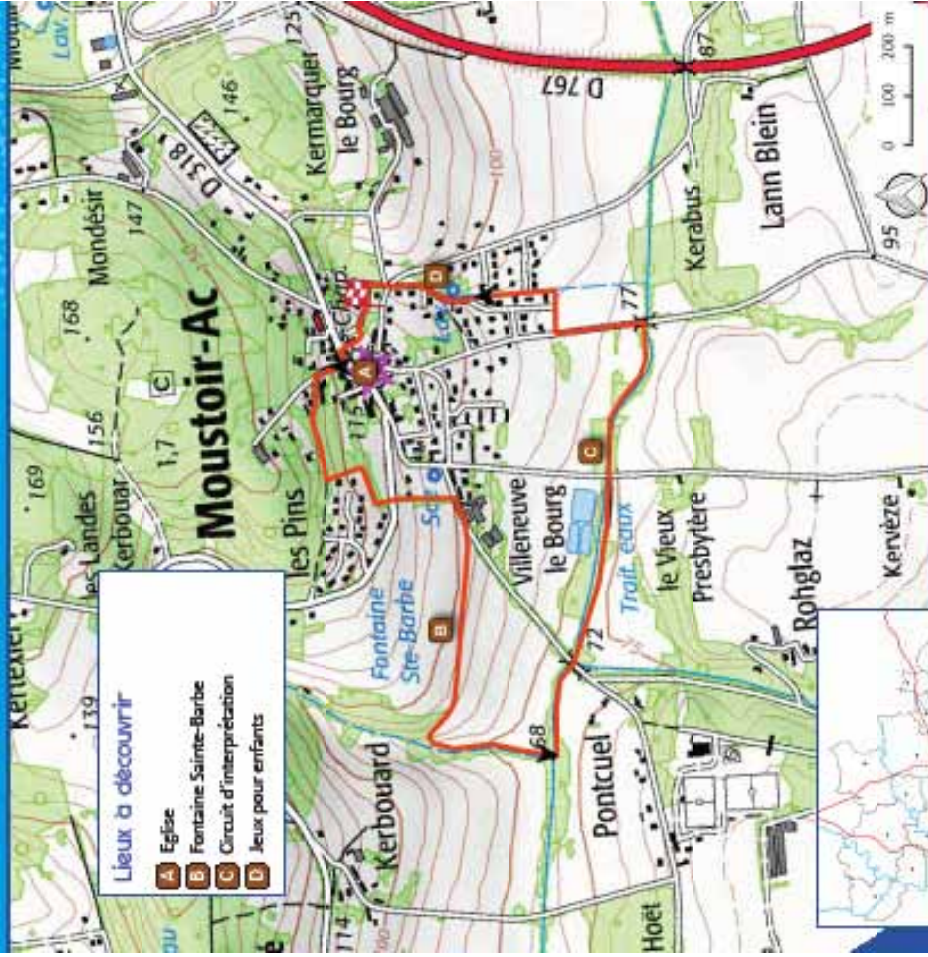 Lieux à découvrir
A Eglise
B Fontaine Sainte-Barbe
C Circuit d'interprétation
D Jeux pour enfants
Moustoir-Ac
1,7
C
169
156
168
147
Mondésir
146
D 318
Kermarquer
le Bourg
125
Kerbouar
les Pins
139
115
A
D
B
C
Fontaine
Ste-Barbe
Kerbouard
114
100
68
72
77
Villeneuve
le Bourg
Trait. eaux
le Vieux
Presbytère
Rohglaz
Kervèze
Pontcuel
Hoët
100
D 767
87
Kerabus
Lann Blein
95
Lav.
0 100 200 m